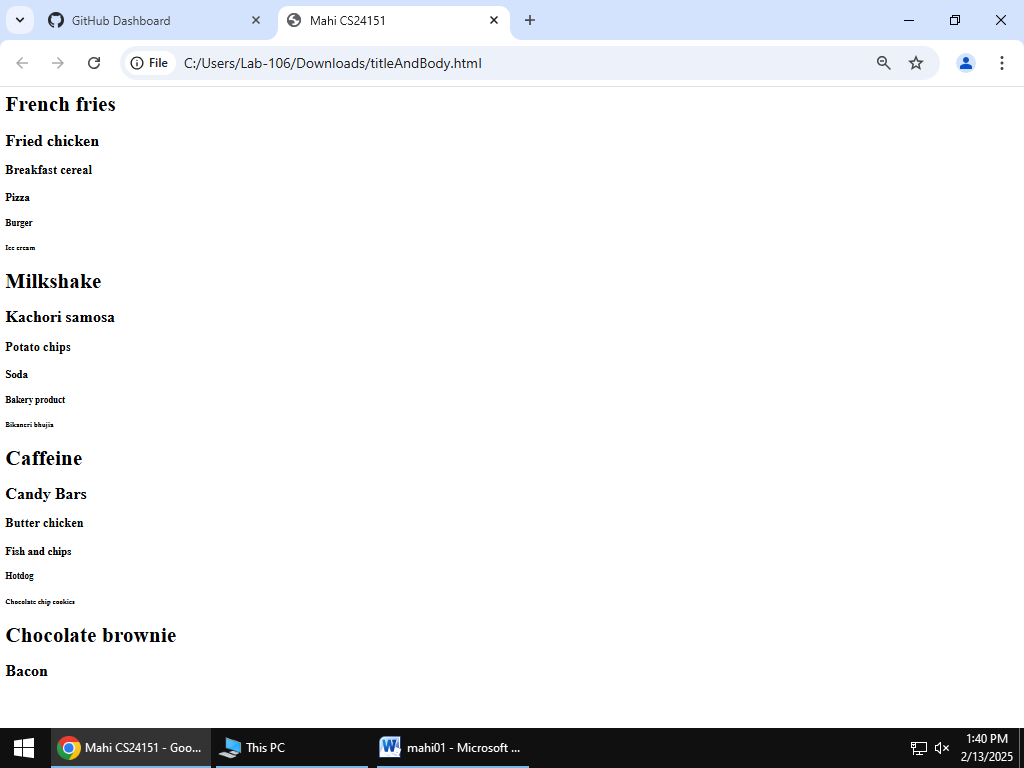 GitHub Dashboard
Mahi CS24151
File
C:/Users/Lab-106/Downloads/titleAndBody.html
French fries
Fried chicken
Breakfast cereal
Pizza
Burger
Ice cream
Milkshake
Kachori samosa
Potato chips
Soda
Bakery product
Bikaneri bhujia
Caffeine
Candy Bars
Butter chicken
Fish and chips
Hotdog
Chocolate chip cookies
Chocolate brownie
Bacon
Mahi CS24151 - Goo...
This PC
mahi01 - Microsoft ...
1:40 PM
2/13/2025